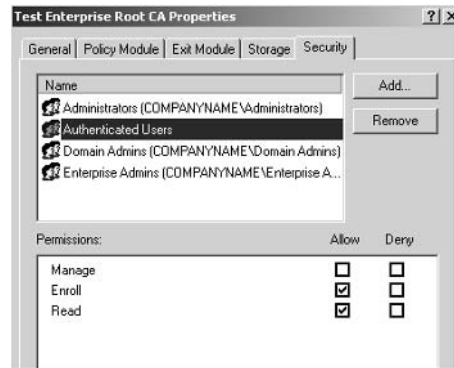 Test Enterprise Root CA Properties ? X
General Policy Module Exit Module Storage Security
Name
Administrators (COMPANYNAME\Administrators)
Authenticated Users
Domain Admins (COMPANYNAME\Domain Admins)
Enterprise Admins (COMPANYNAME\Enterprise A...
Add...
Remove
Permissions: Allow Deny
Manage
Enroll
Read